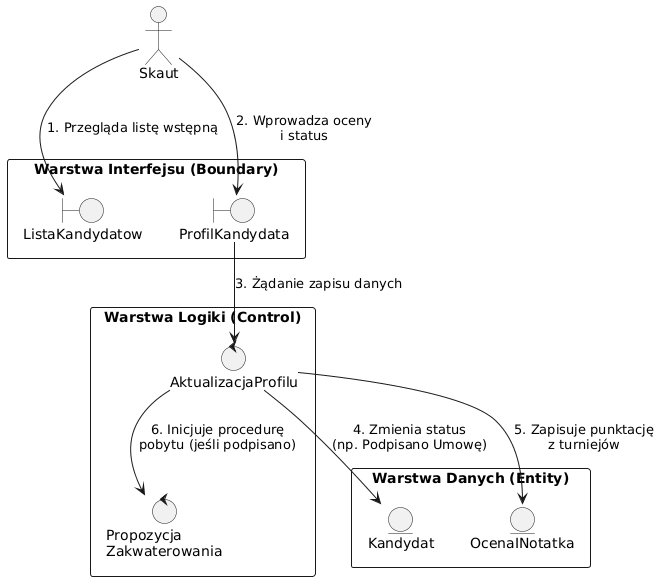 Skaut
1. Przegląda listę wstępną
2. Wprowadza oceny
i status
Warstwa Interfejsu (Boundary)
ListaKandydatow
ProfilKandydata
3. Żądanie zapisu danych
Warstwa Logiki (Control)
AktualizacjaProfilu
6. Inicjuje procedurę
pobytu (jeśli podpisano)
4. Zmienia status
(np. Podpisano Umowę)
5. Zapisuje punktację
z turniejów
Warstwa Danych (Entity)
Propozycja
Zakwaterowania
Kandydat
OcenaINotatka